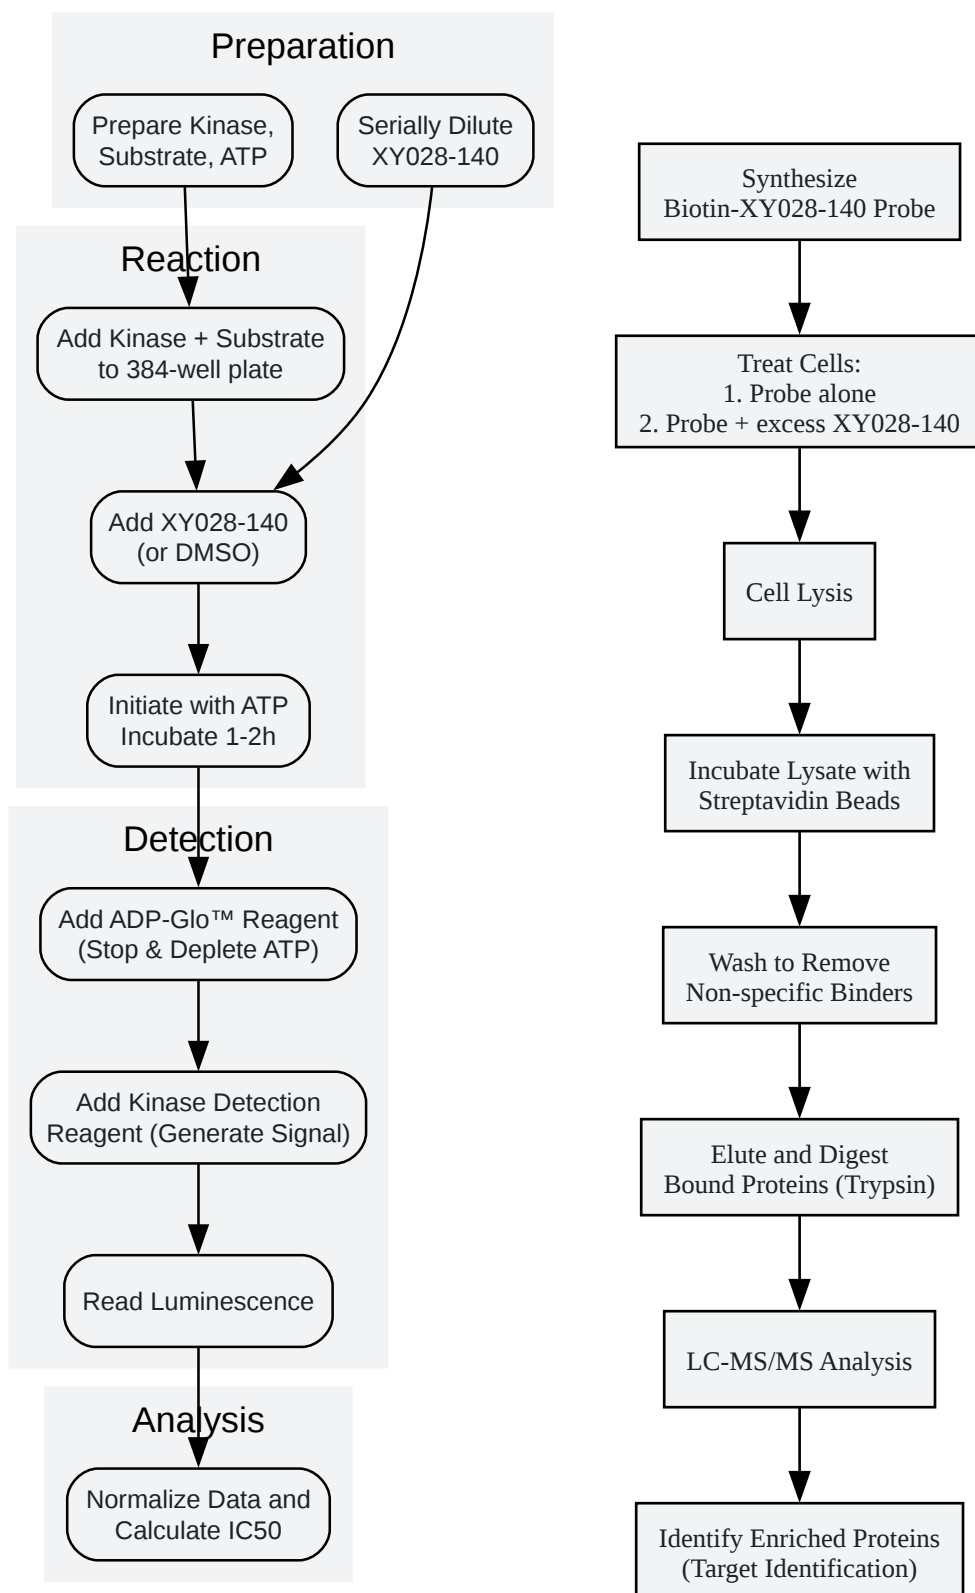 Preparation
Prepare Kinase,
Substrate, ATP
Serially Dilute
XY028-140
Reaction
Add Kinase + Substrate
to 384-well plate
Add XY028-140
(or DMSO)
Initiate with ATP
Incubate 1-2h
Detection
Add ADP-Glo™ Reagent
(Stop & Deplete ATP)
Add Kinase Detection
Reagent (Generate Signal)
Read Luminescence
Analysis
Normalize Data and
Calculate IC50
Synthesize
Biotin-XY028-140 Probe
Treat Cells:
1. Probe alone
2. Probe + excess XY028-140
Cell Lysis
Incubate Lysate with
Streptavidin Beads
Wash to Remove
Non-specific Binders
Elute and Digest
Bound Proteins (Trypsin)
LC-MS/MS Analysis
Identify Enriched Proteins
(Target Identification)